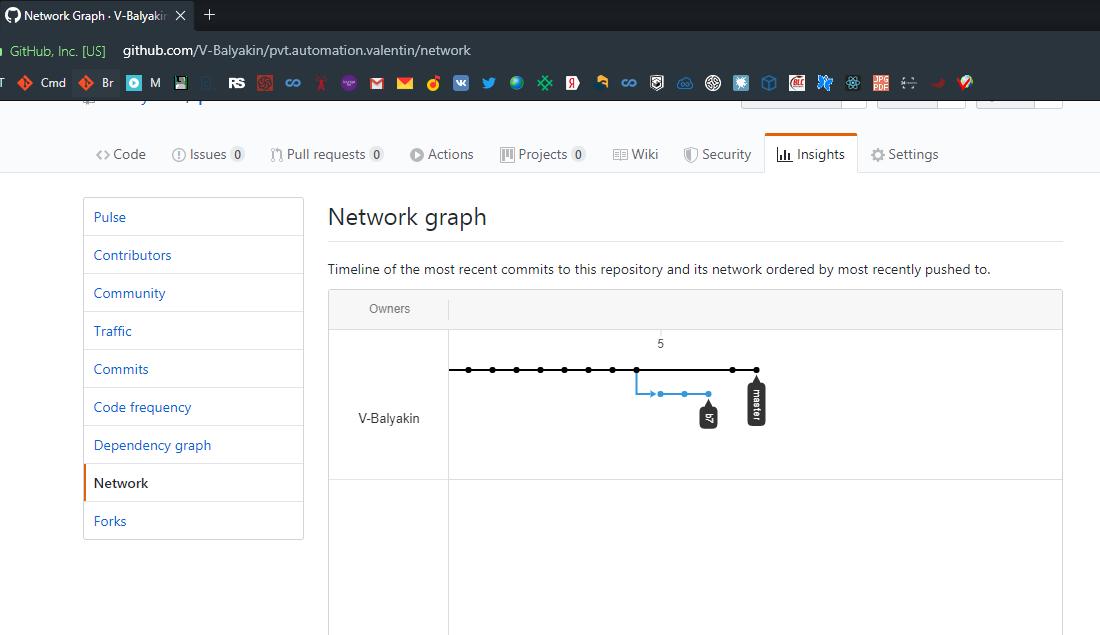 Network Graph · V-Balyakin
GitHub, Inc. [US] github.com/V-Balyakin/pvt.automation.valentin/network
Cmd Br M RS
Code Issues 0 Pull requests 0 Actions Projects 0 Wiki Security Insights Settings
Pulse
Contributors
Community
Traffic
Commits
Code frequency
Dependency graph
Network
Forks
Network graph
Timeline of the most recent commits to this repository and its network ordered by most recently pushed to.
Owners
5
V-Balyakin
b7
master